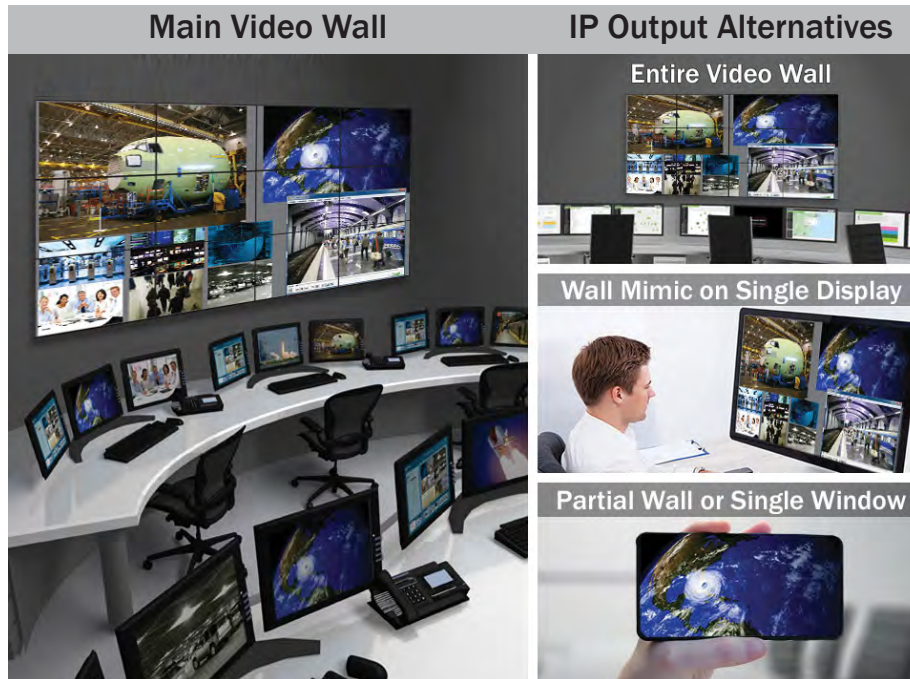 Main Video Wall
IP Output Alternatives
Entire Video Wall
Wall Mimic on Single Display
Partial Wall or Single Window